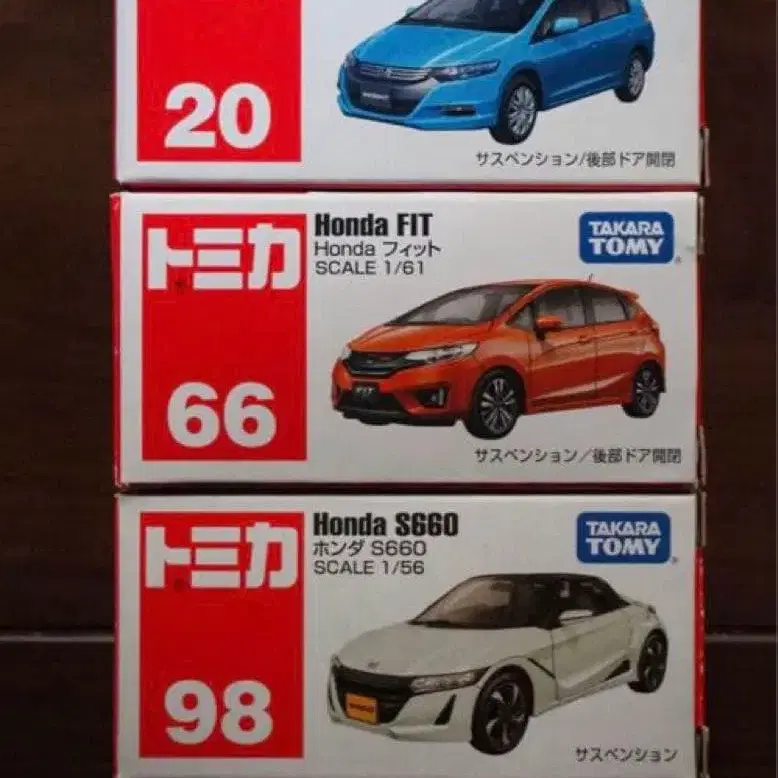 20
サスペンション/後部ドア開閉
トミカ
Honda FIT
Honda フィット
SCALE 1/61
TAKARA
TOMY
66
FIT
サスペンション/後部ドア開閉
トミカ
Honda S660
ホンダ S660
SCALE 1/56
TAKARA
TOMY
98
サスペンション